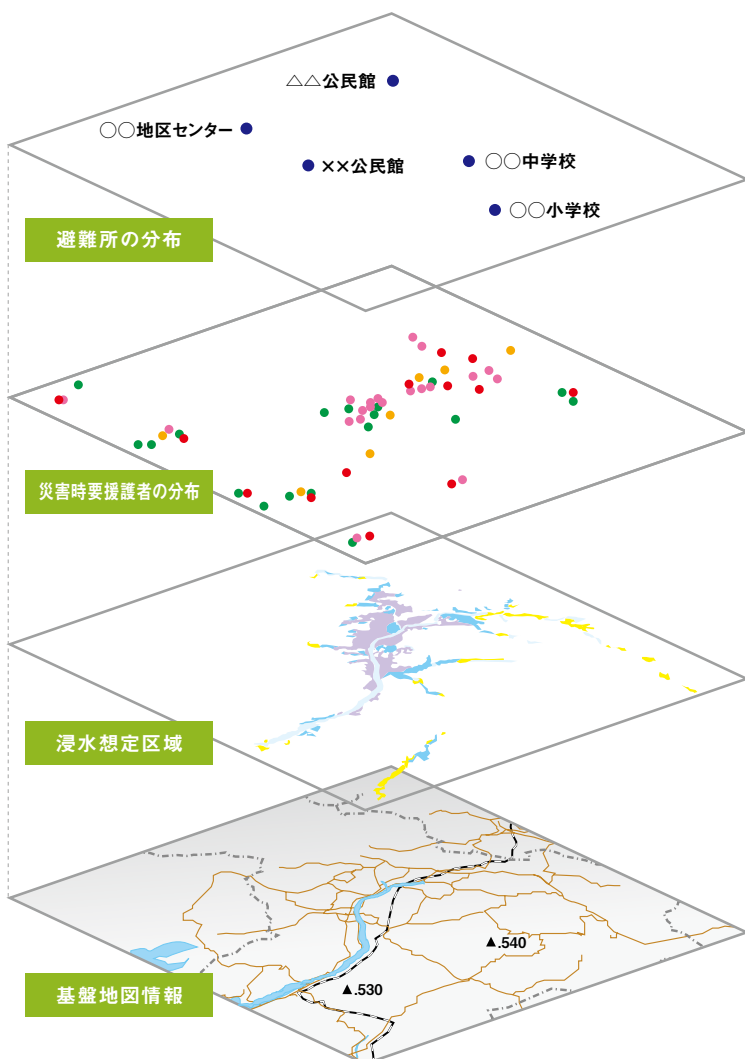 △△公民館
○○地区センター
××公民館
○○中学校
○○小学校
避難所の分布
災害時要援護者の分布
浸水想定区域
▲.540
▲.530
基盤地図情報